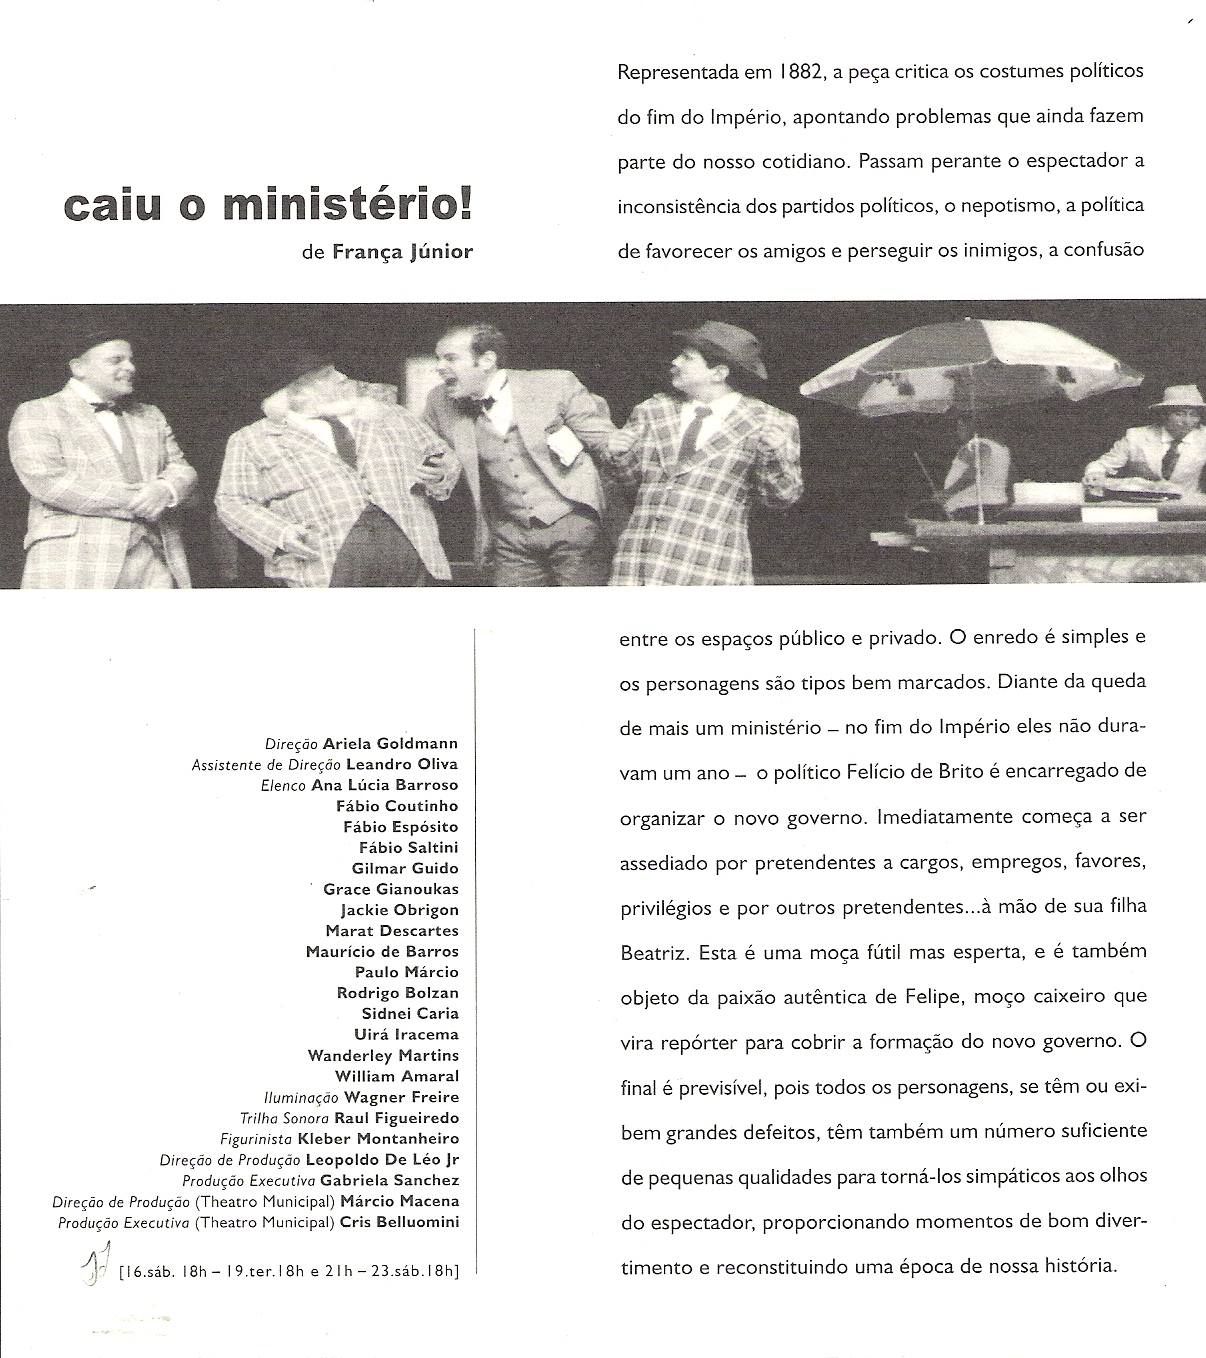 caiu o ministério!
de França Júnior
Representada em 1882, a peça critica os costumes políticos
do fim do Império, apontando problemas que ainda fazem
parte do nosso cotidiano. Passam perante o espectador a
inconsistência dos partidos políticos, o nepotismo, a política
de favorecer os amigos e perseguir os inimigos, a confusão
entre os espaços público e privado. O enredo é simples e
os personagens são tipos bem marcados. Diante da queda
de mais um ministério – no fim do Império eles não dura-
vam um ano – o político Felício de Brito é encarregado de
organizar o novo governo. Imediatamente começa a ser
assediado por pretendentes a cargos, empregos, favores,
privilégios e por outros pretendentes...à mão de sua filha
Beatriz. Esta é uma moça fútil mas esperta, e é também
objeto da paixão autêntica de Felipe, moço caixeiro que
vira repórter para cobrir a formação do novo governo. O
final é previsível, pois todos os personagens, se têm ou exi-
bem grandes defeitos, têm também um número suficiente
de pequenas qualidades para torná-los simpáticos aos olhos
do espectador, proporcionando momentos de bom diver-
timento e reconstituindo uma época de nossa história.
Direção Ariela Goldmann
Assistente de Direção Leandro Oliva
Elenco Ana Lúcia Barroso
Fábio Coutinho
Fábio Espósito
Fábio Saltini
Gilmar Guido
Grace Gianoukas
Jackie Obrigon
Marat Descartes
Maurício de Barros
Paulo Márcio
Rodrigo Bolzan
Sidnei Caria
Uirá Iracema
Wanderley Martins
William Amaral
Iluminação Wagner Freire
Trilha Sonora Raul Figueiredo
Figurinista Kleber Montanheiro
Direção de Produção Leopoldo De Léo Jr
Produção Executiva Gabriela Sanchez
Direção de Produção (Theatro Municipal) Márcio Macena
Produção Executiva (Theatro Municipal) Cris Belluomini
[16.sáb. 18h – 19.ter.18h e 21h – 23.sáb.18h]